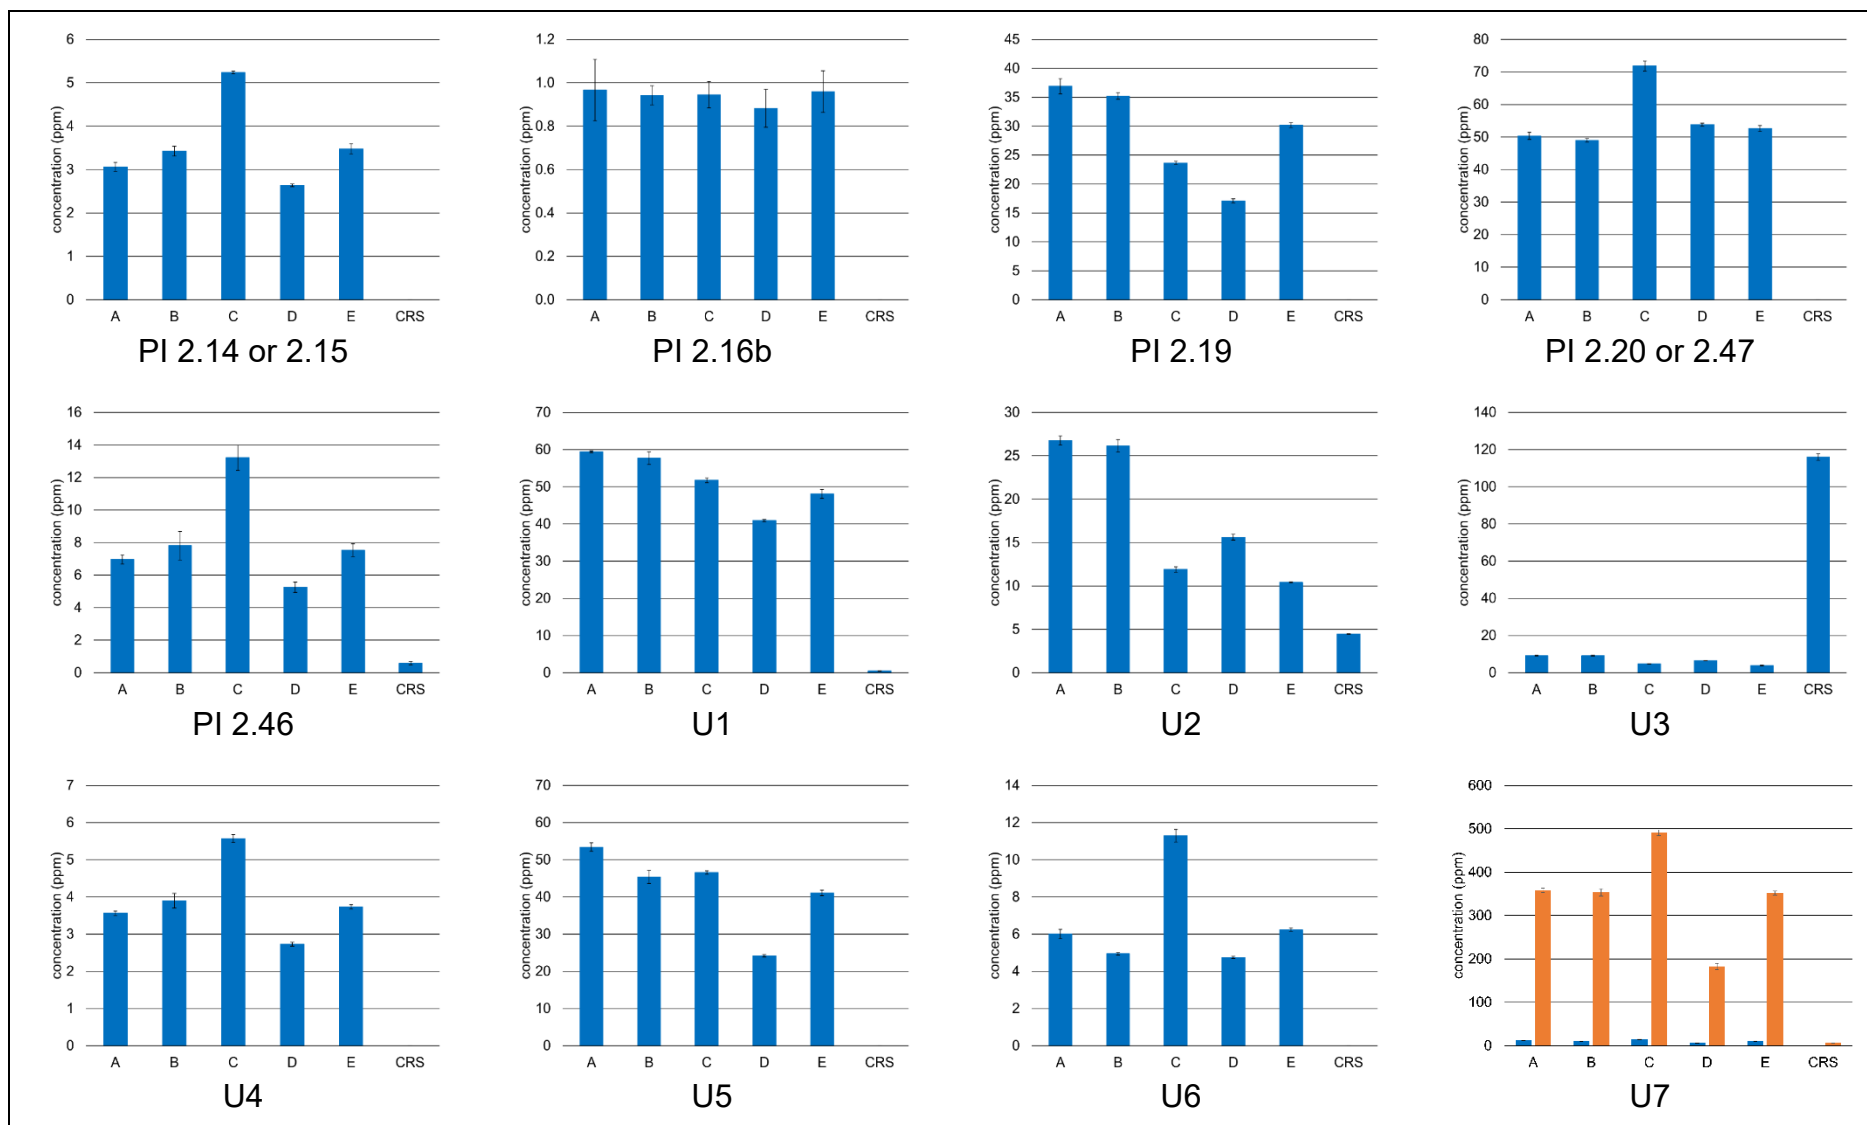 6
5
4
3
2
1
0
concentration (ppm)
A B C D E CRS
PI 2.14 or 2.15
1.2
1.0
0.8
0.6
0.4
0.2
0.0
concentration (ppm)
A B C D E CRS
PI 2.16b
45
40
35
30
25
20
15
10
5
0
concentration (ppm)
A B C D E CRS
PI 2.19
80
70
60
50
40
30
20
10
0
concentration (ppm)
A B C D E CRS
PI 2.20 or 2.47
16
14
12
10
8
6
4
2
0
concentration (ppm)
A B C D E CRS
PI 2.46
70
60
50
40
30
20
10
0
concentration (ppm)
A B C D E CRS
U1
30
25
20
15
10
5
0
concentration (ppm)
A B C D E CRS
U2
140
120
100
80
60
40
20
0
concentration (ppm)
A B C D E CRS
U3
7
6
5
4
3
2
1
0
concentration (ppm)
A B C D E CRS
U4
70
60
50
40
30
20
10
0
concentration (ppm)
A B C D E CRS
U5
14
12
10
8
6
4
2
0
concentration (ppm)
A B C D E CRS
U6
600
500
400
300
200
100
0
concentration (ppm)
A B C D E CRS
U7